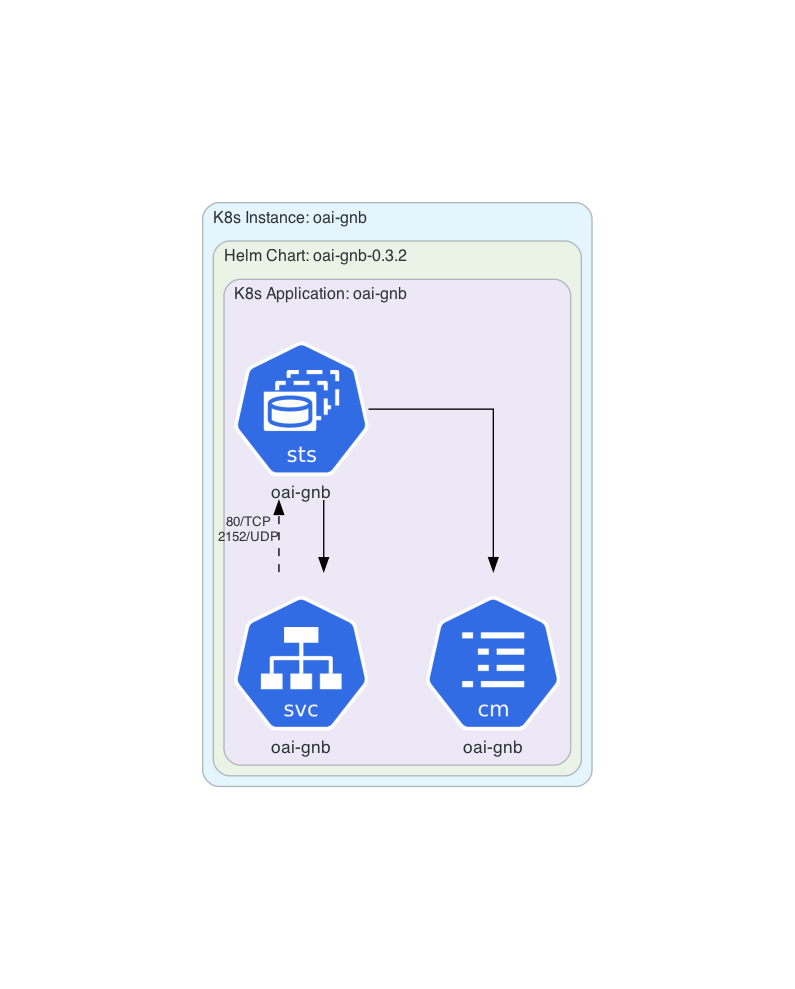 K8s Instance: oai-gnb
Helm Chart: oai-gnb-0.3.2
K8s Application: oai-gnb
sts
oai-gnb
80/TCP
2152/UDP
svc
cm
oai-gnb
oai-gnb